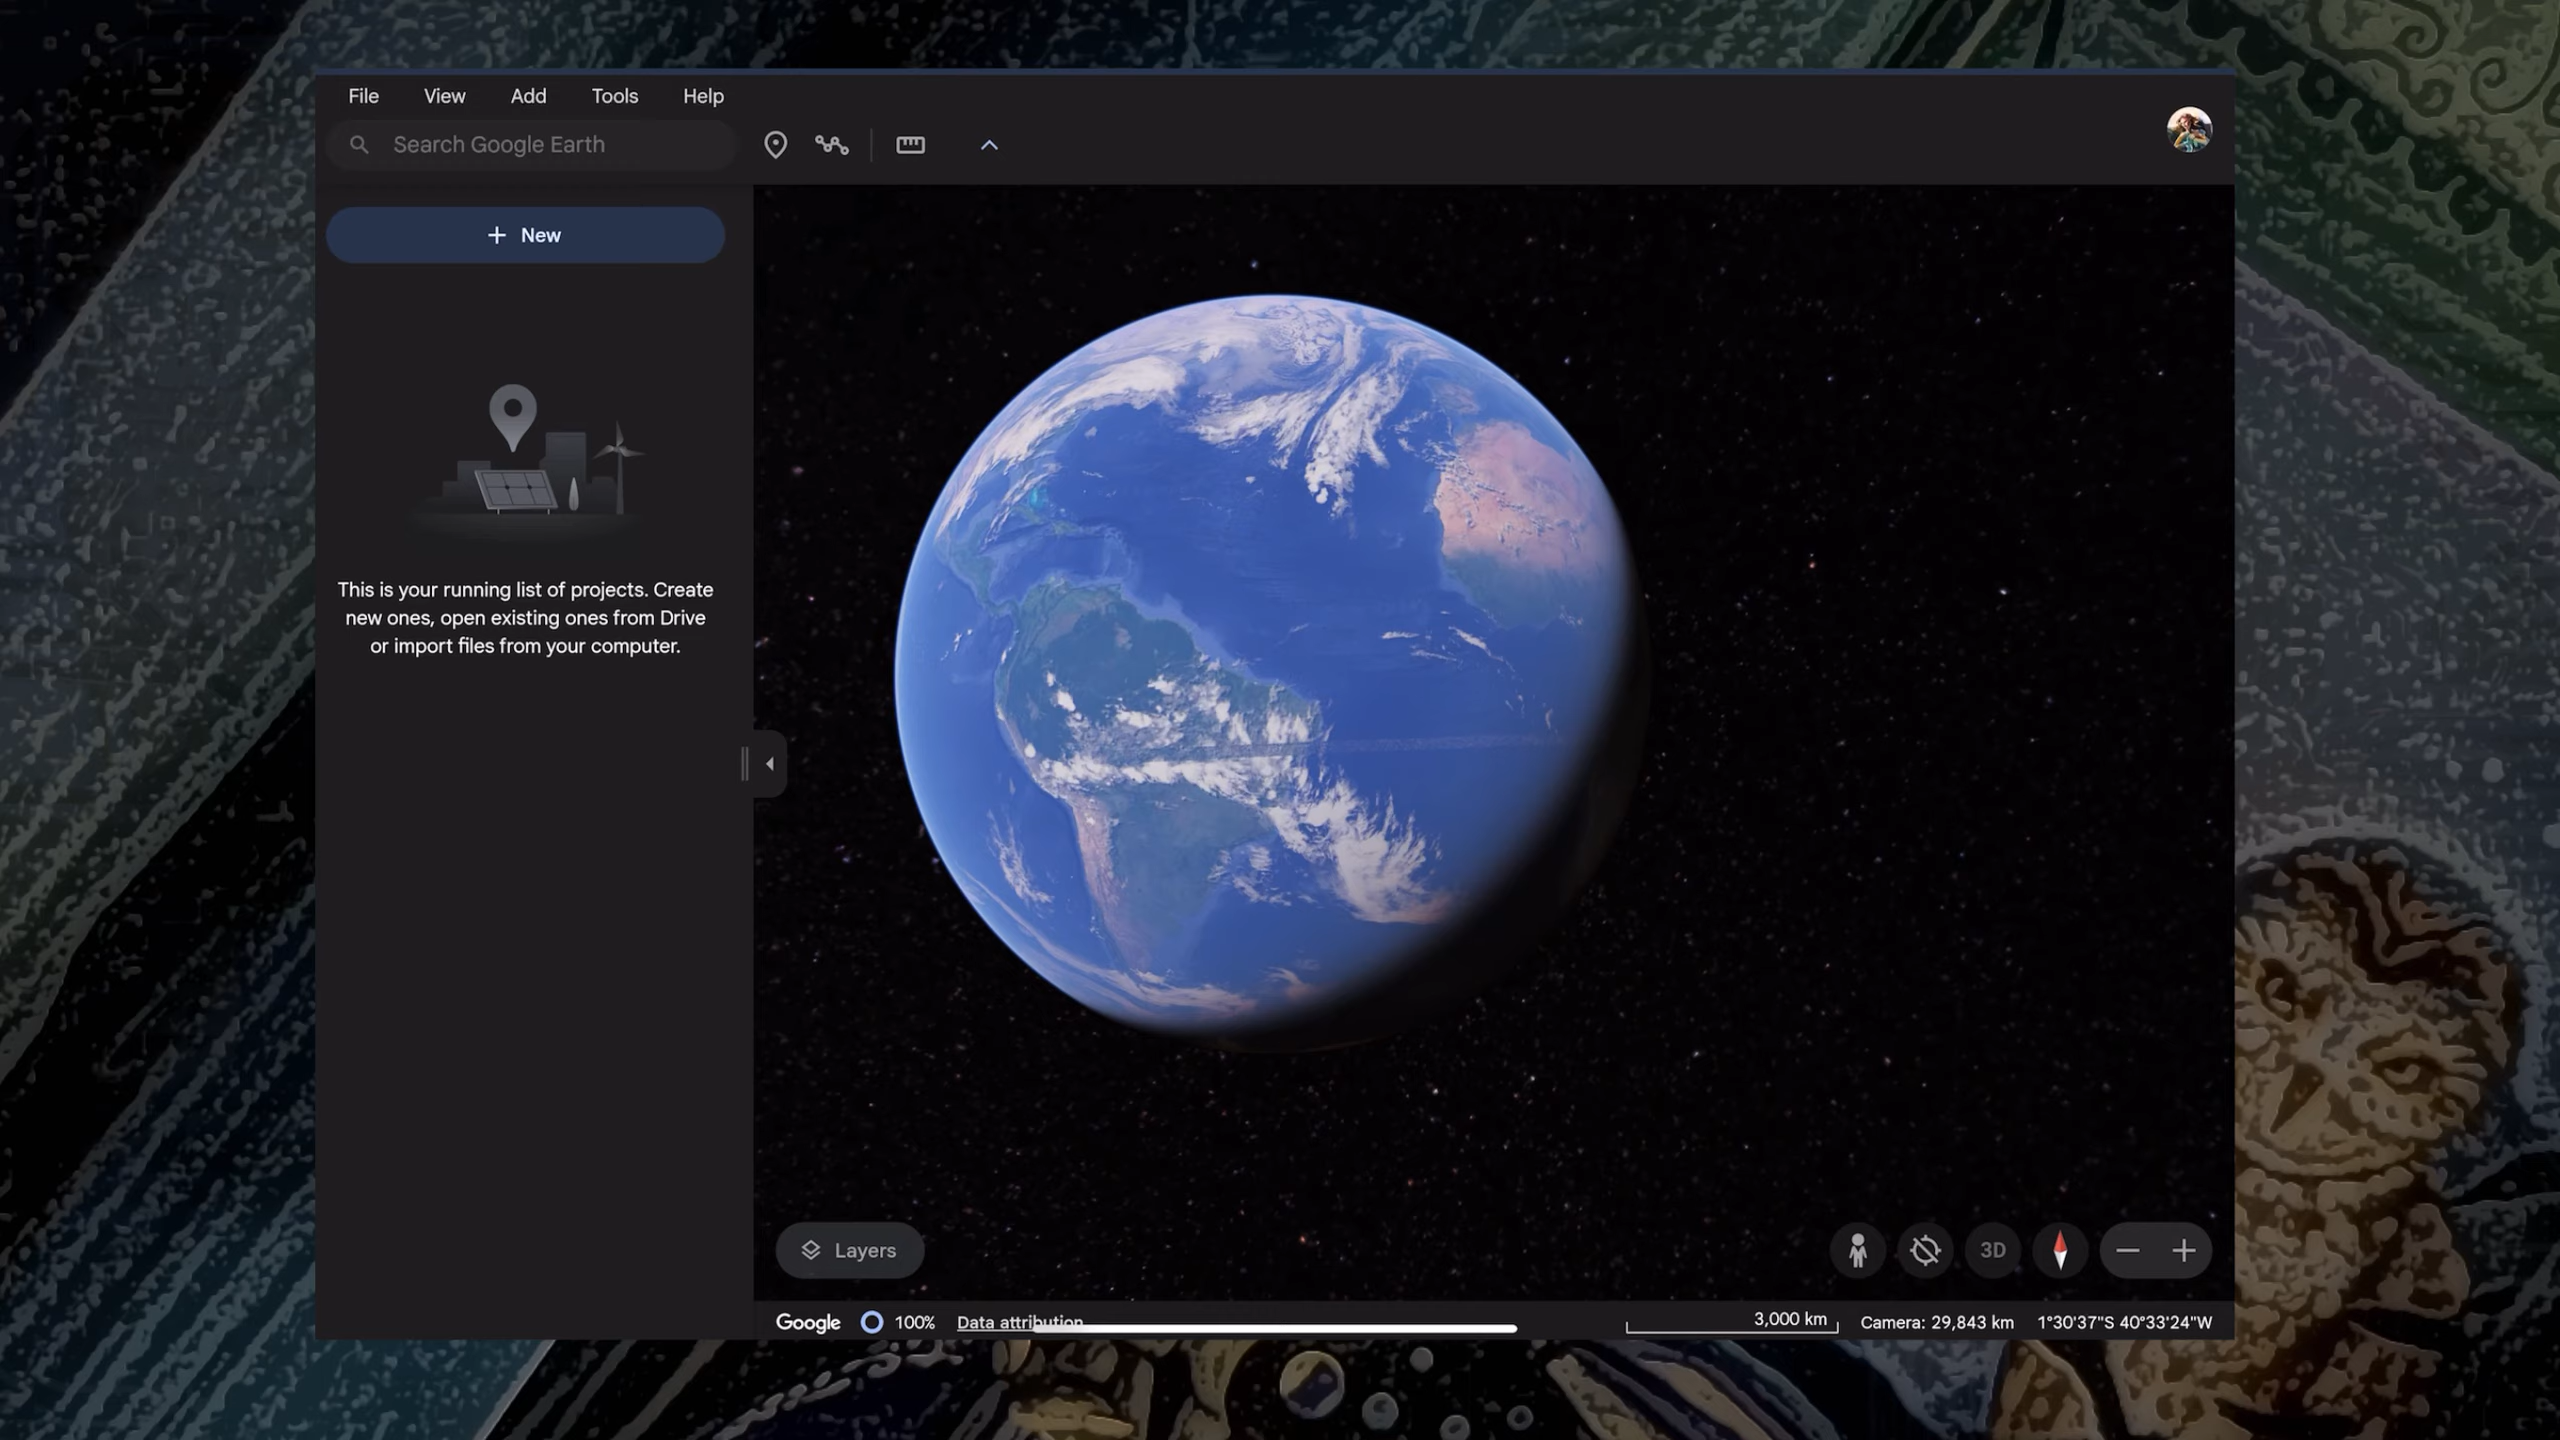 File View Add Tools Help
Search Google Earth
New
This is your running list of projects. Create
new ones, open existing ones from Drive
or import files from your computer.
Layers
3D
Google 100% Data attribution 3,000 km Camera: 29,843 km 1°30'37"S 40°33'24"W